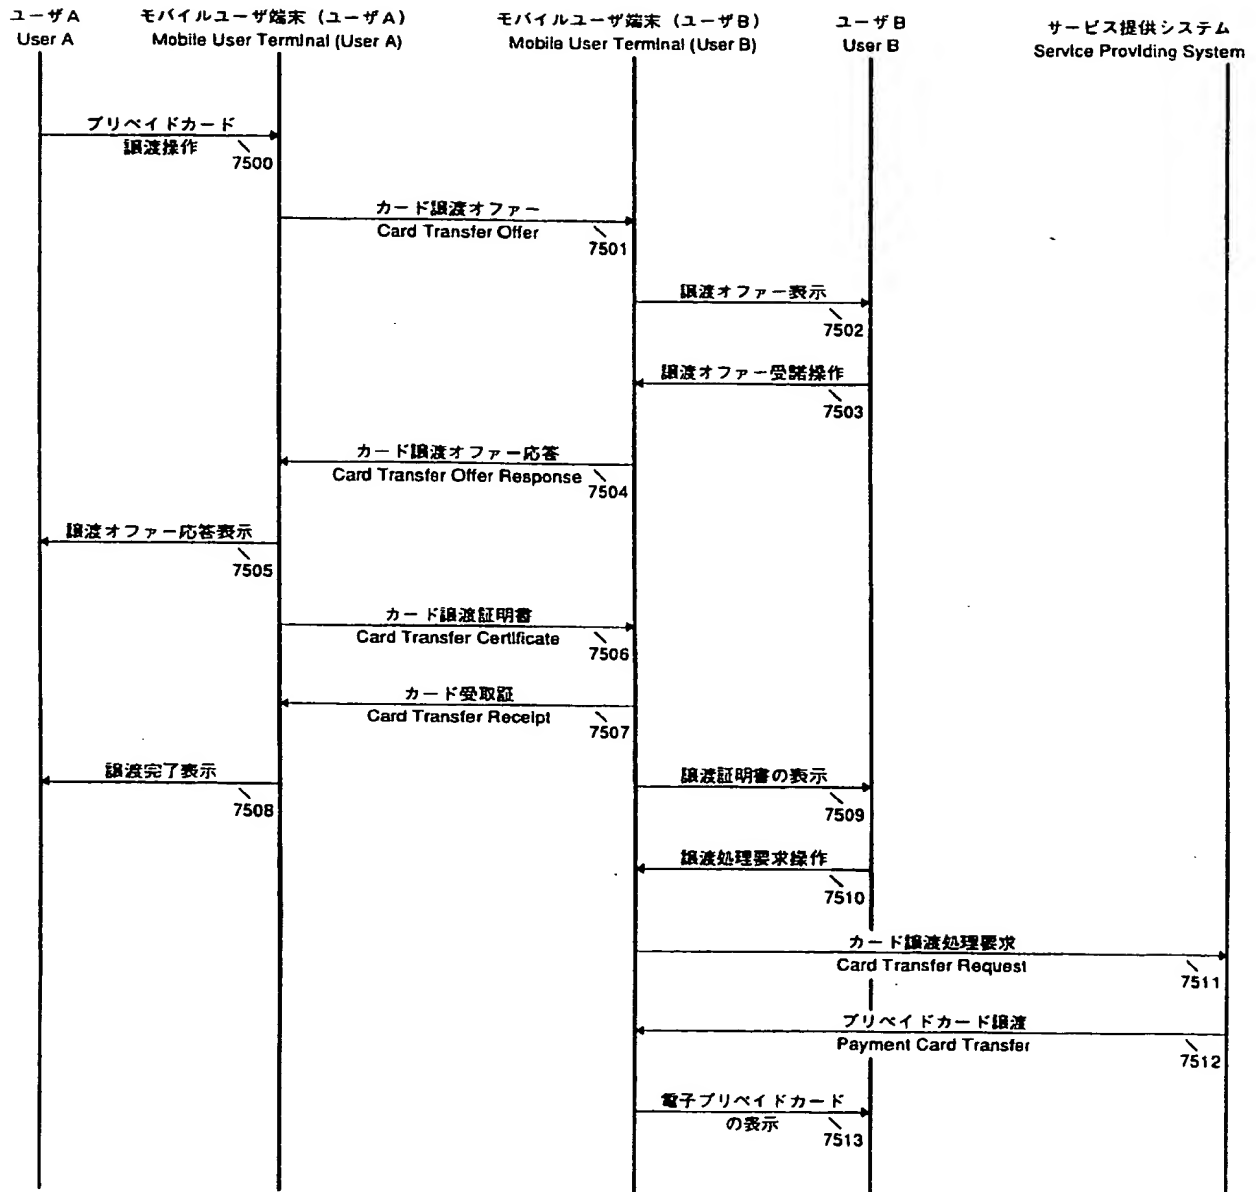 ユーザA
User A
モバイルユーザ端末（ユーザA）
Mobile User Terminal (User A)
モバイルユーザ端末（ユーザB）
Mobile User Terminal (User B)
ユーザB
User B
サービス提供システム
Service Providing System
プリペイドカード
譲渡操作
7500
カード譲渡オファー
Card Transfer Offer
7501
譲渡オファー表示
7502
譲渡オファー受諾操作
7503
カード譲渡オファー応答
Card Transfer Offer Response
7504
譲渡オファー応答表示
7505
カード譲渡証明書
Card Transfer Certificate
7506
カード受取証
Card Transfer Receipt
7507
譲渡完了表示
7508
譲渡証明書の表示
7509
譲渡処理要求操作
7510
カード譲渡処理要求
Card Transfer Request
7511
プリペイドカード譲渡
Payment Card Transfer
7512
電子プリペイドカード
の表示
7513